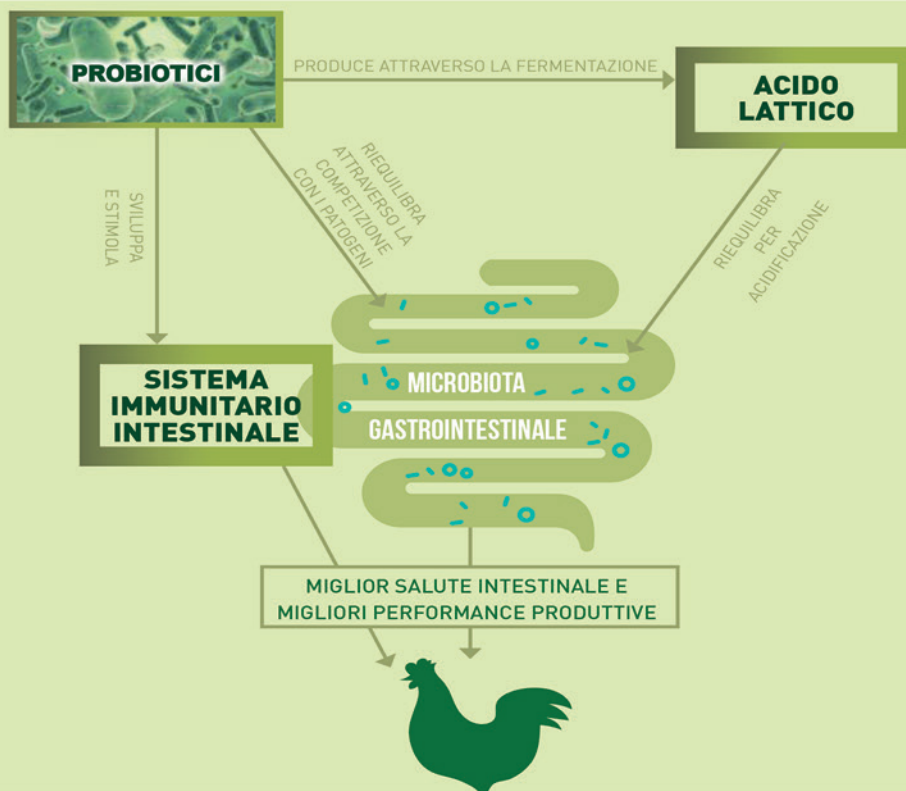 PROBIOTICI
PRODUCE ATTRAVERSO LA FERMENTAZIONE
ACIDO
LATTICO
SVILUPPA
E STIMOLA
RIEQUILIBRA
ATTRAVERSO LA
COMPETIZIONE
CON I PATOGENI
RIEQUILIBRA
PER
ACIDIFICAZIONE
SISTEMA
IMMUNITARIO
INTESTINALE
MICROBIOTA
GASTROINTESTINALE
MIGLIOR SALUTE INTESTINALE E
MIGLIORI PERFORMANCE PRODUTTIVE